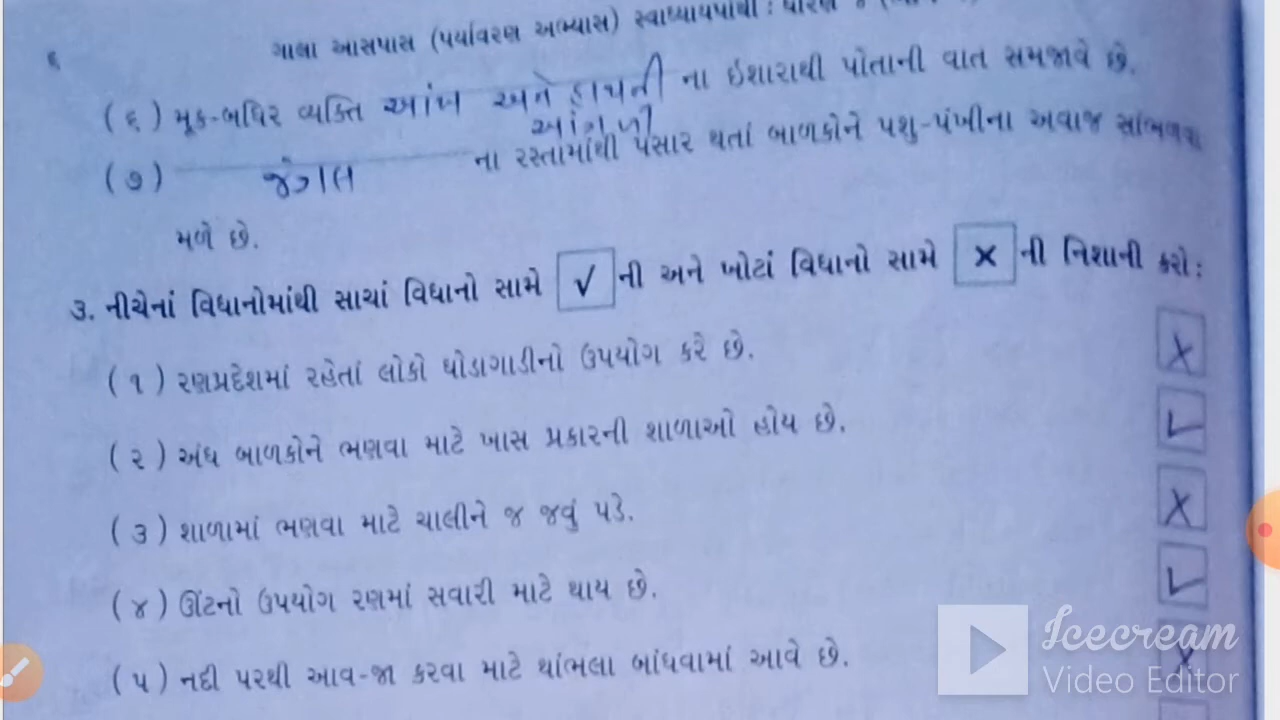 ૬
ગાલા આસપાસ (પર્યાવરણ અભ્યાસ) સ્વાધ્યાયપોથી : ધોરણ
(૬) મૂક-બધિર વ્યક્તિ આંખ અને હાથની ના ઇશારાથી પોતાની વાત સમજાવે છે.
આંગળી
(૭) જંગલ ના રસ્તામાંથી પસાર થતાં બાળકોને પશુ-પંખીના અવાજ સાંભળવા
મળે છે.
૩. નીચેનાં વિધાનોમાંથી સાચાં વિધાનો સામે ✓ ની અને ખોટાં વિધાનો સામે × ની નિશાની કરો :
(૧) રણપ્રદેશમાં રહેતાં લોકો ઘોડાગાડીનો ઉપયોગ કરે છે. ×
(૨) અંધ બાળકોને ભણવા માટે ખાસ પ્રકારની શાળાઓ હોય છે. ✓
(૩) શાળામાં ભણવા માટે ચાલીને જ જવું પડે. ×
(૪) ઊંટનો ઉપયોગ રણમાં સવારી માટે થાય છે. ✓
(૫) નદી પરથી આવ-જા કરવા માટે થાંભલા બાંધવામાં આવે છે. ×
Icecream
Video Editor